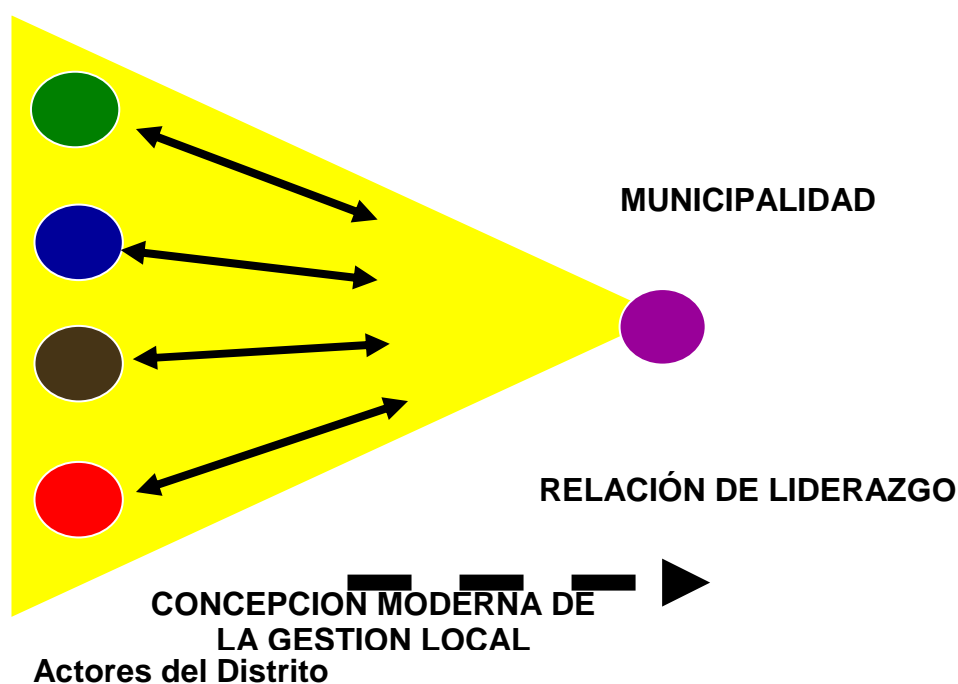 MUNICIPALIDAD
RELACIÓN DE LIDERAZGO
CONCEPCION MODERNA DE
LA GESTION LOCAL
Actores del Distrito